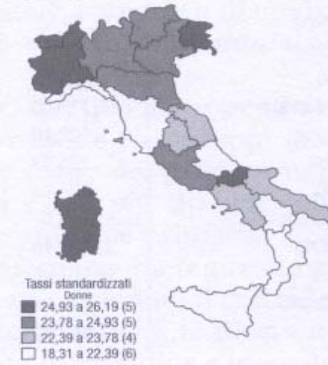 Tassi standardizzati
Donne
24,93 a 26,19 (5)
23,78 a 24,93 (5)
22,39 a 23,78 (4)
18,31 a 22,39 (6)